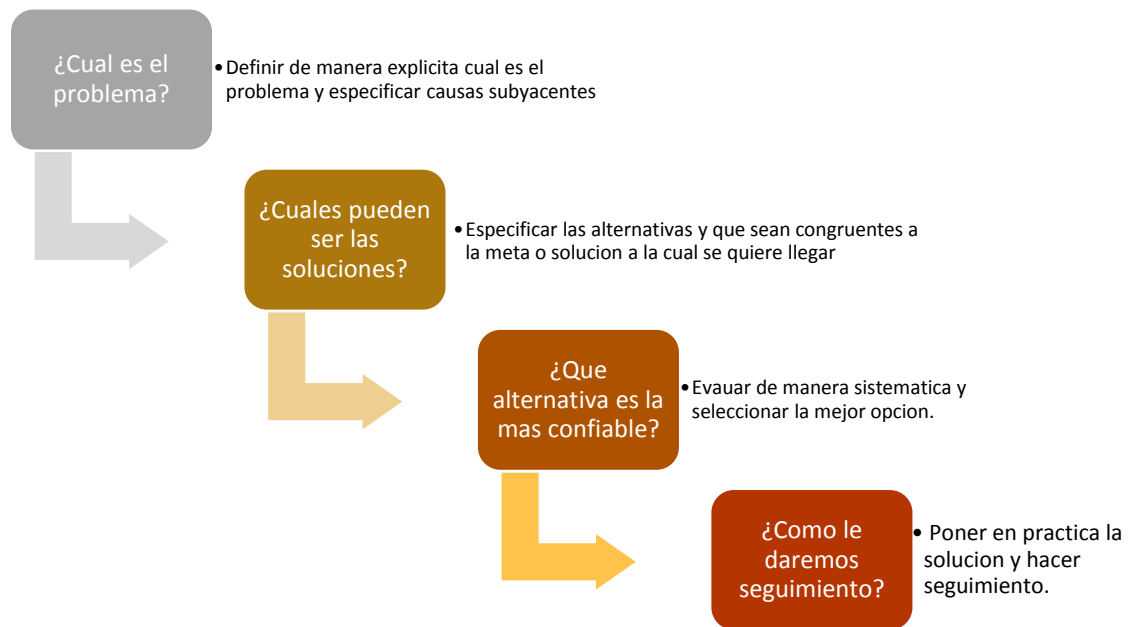 ¿Cual es el
problema?
• Definir de manera explicita cual es el
problema y especificar causas subyacentes
¿Cuales pueden
ser las
soluciones?
• Especificar las alternativas y que sean congruentes a
la meta o solucion a la cual se quiere llegar
¿Que
alternativa es la
mas confiable?
• Evauar de manera sistematica y
seleccionar la mejor opcion.
¿Como le
daremos
seguimiento?
• Poner en practica la
solucion y hacer
seguimiento.